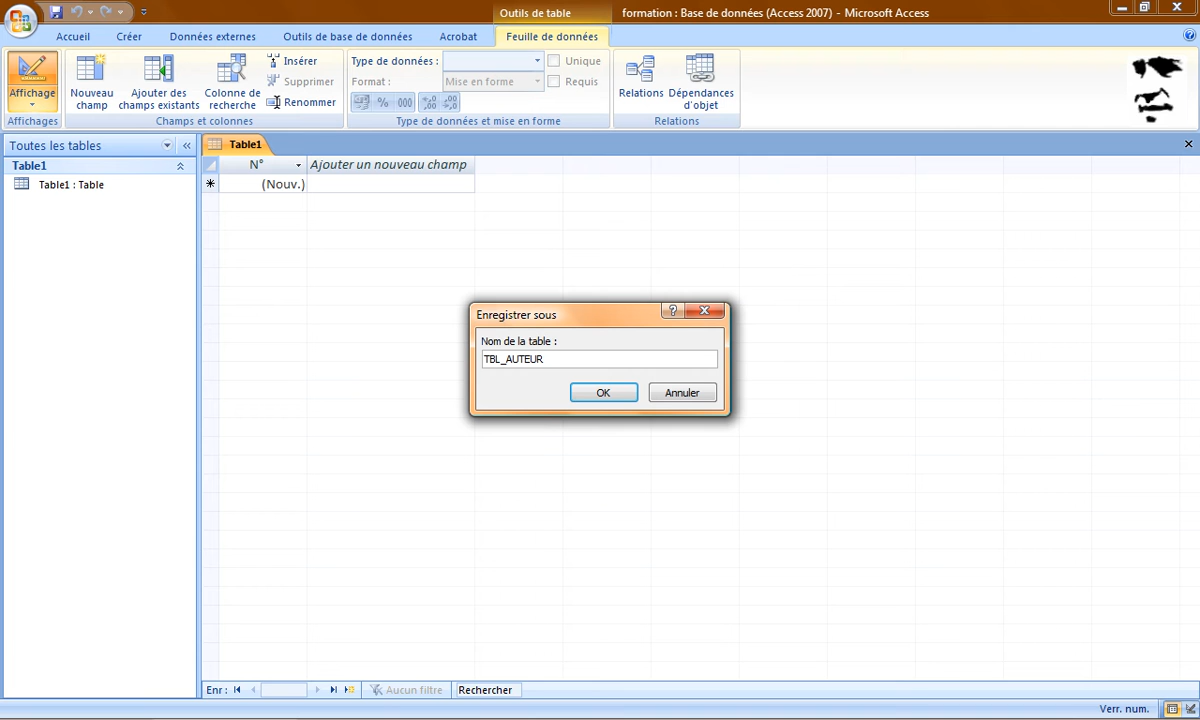 Outils de table
formation : Base de données (Access 2007) - Microsoft Access
Accueil Créer Données externes Outils de base de données Acrobat Feuille de données
Affichage
Affichages
Nouveau champ
Ajouter des champs existants
Colonne de recherche
Insérer
Supprimer
Renommer
Champs et colonnes
Type de données : Unique
Format : Mise en forme Requis
% 000 ,00 ,00
Type de données et mise en forme
Relations
Dépendances d'objet
Relations
Toutes les tables
Table1
Table1 : Table
Table1
N° Ajouter un nouveau champ
(Nouv.)
Enregistrer sous
Nom de la table :
TBL_AUTEUR
OK Annuler
Enr : Aucun filtre Rechercher
Verr. num.